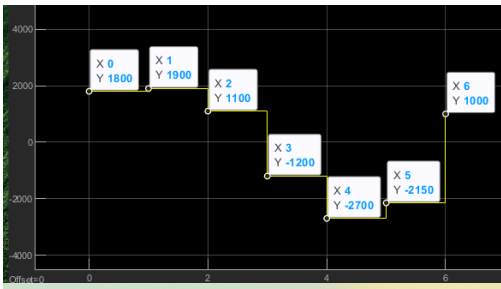 4000
X 0
Y 1800
X 1
Y 1900
X 2
Y 1100
X 6
Y 1000
2000
0
X 3
Y -1200
X 4
Y -2700
X 5
Y -2150
-2000
-4000
Offset=0
0
2
4
6